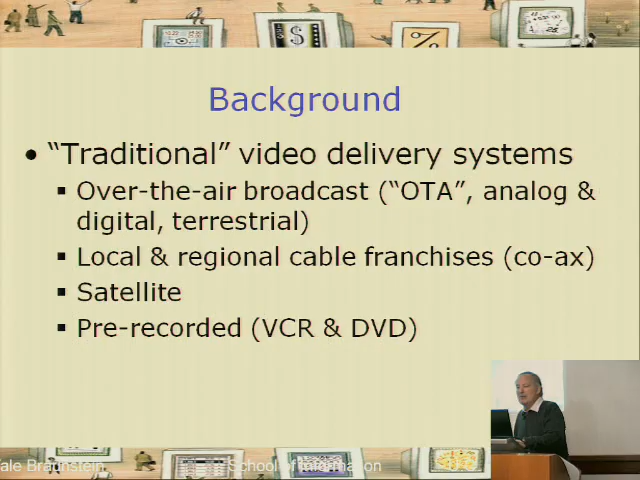 Background
• “Traditional” video delivery systems
▪ Over-the-air broadcast (“OTA”, analog &
digital, terrestrial)
▪ Local & regional cable franchises (co-ax)
▪ Satellite
▪ Pre-recorded (VCR & DVD)
Yale Braunstein School of Information